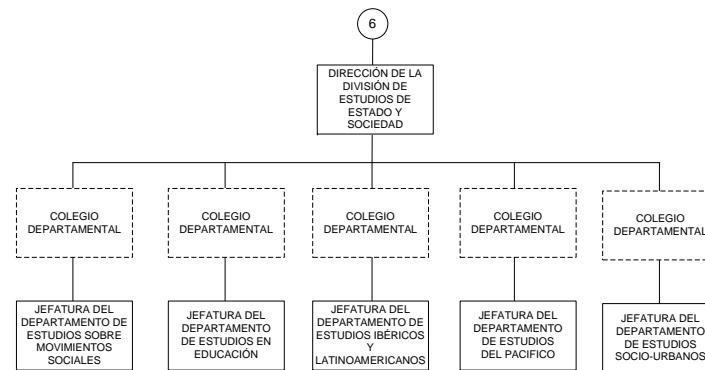 6
DIRECCIÓN DE LA
DIVISIÓN DE
ESTUDIOS DE
ESTADO Y
SOCIEDAD
COLEGIO
DEPARTAMENTAL
COLEGIO
DEPARTAMENTAL
COLEGIO
DEPARTAMENTAL
COLEGIO
DEPARTAMENTAL
COLEGIO
DEPARTAMENTAL
JEFATURA DEL
DEPARTAMENTO DE
ESTUDIOS SOBRE
MOVIMIENTOS
SOCIALES
JEFATURA DEL
DEPARTAMENTO
DE ESTUDIOS EN
EDUCACIÓN
JEFATURA DEL
DEPARTAMENTO DE
ESTUDIOS IBÉRICOS
Y
LATINOAMERICANOS
JEFATURA DEL
DEPARTAMENTO
DE ESTUDIOS
DEL PACIFICO
JEFATURA DEL
DEPARTAMENTO
DE ESTUDIOS
SOCIO-URBANOS